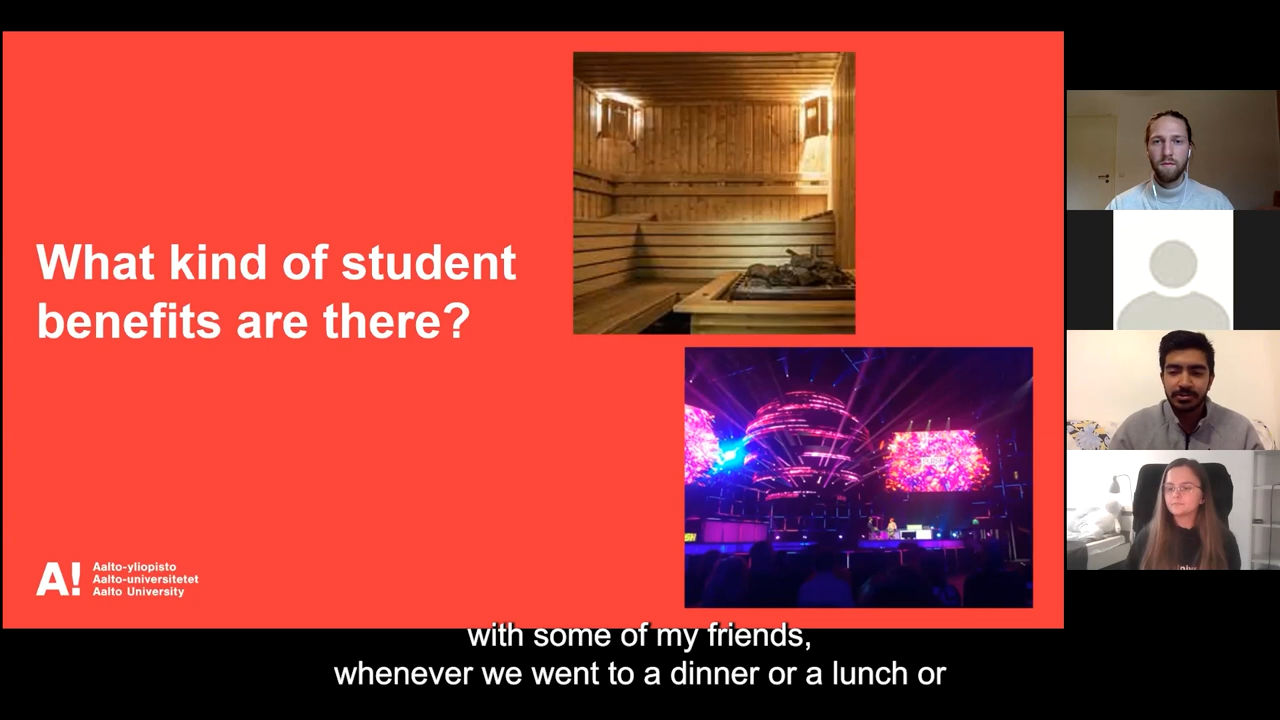 What kind of student
benefits are there?
A!
Aalto-yliopisto
Aalto-universitetet
Aalto University
with some of my friends,
whenever we went to a dinner or a lunch or